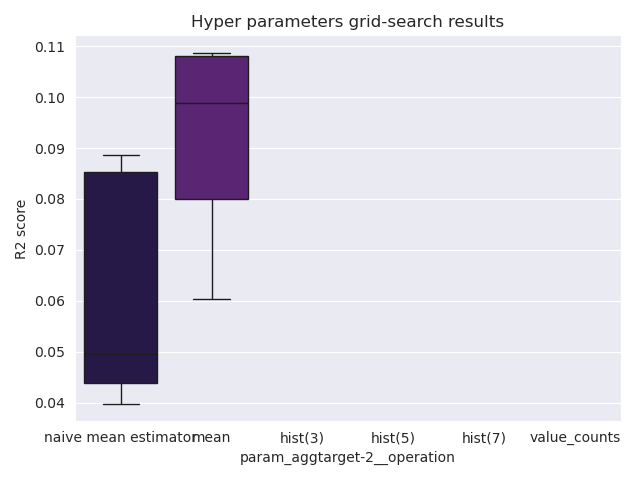 Hyper parameters grid-search results
0.11
0.10
0.09
0.08
0.07
0.06
0.05
0.04
R2 score
naive mean estimator mean hist(3) hist(5) hist(7) value_counts
param_aggtarget-2__operation